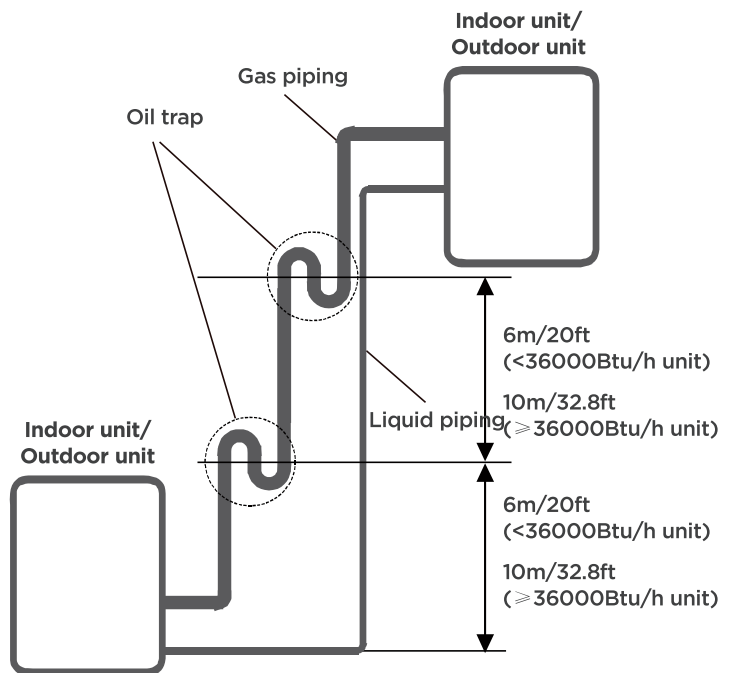 Indoor unit/
Outdoor unit
Gas piping
Oil trap
6m/20ft
(<36000Btu/h unit)
10m/32.8ft
(⩾36000Btu/h unit)
Liquid piping
Indoor unit/
Outdoor unit
6m/20ft
(<36000Btu/h unit)
10m/32.8ft
(⩾36000Btu/h unit)